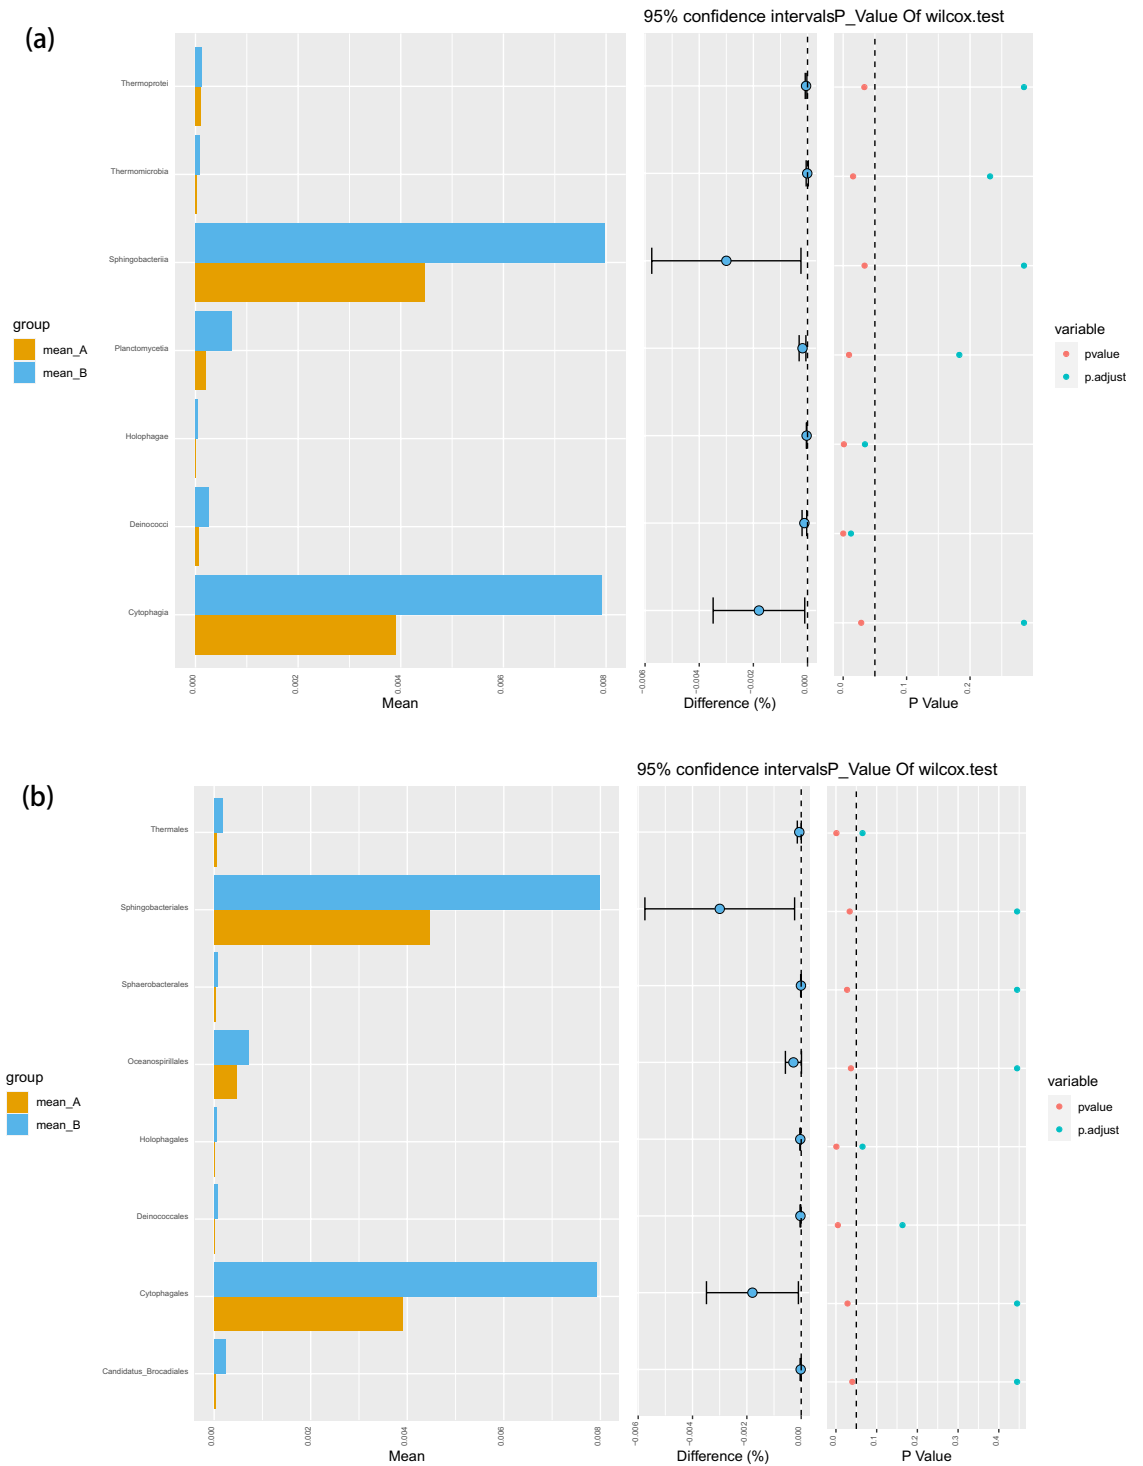 (a)
95% confidence intervalsP_Value Of wilcox.test
Thermoprotei
Thermomicrobia
Sphingobacteriia
Planctomycetia
Holophagae
Deinococci
Cytophagia
group
mean_A
mean_B
variable
pvalue
p.adjust
0.000
0.002
0.004
0.006
0.008
−0.006
−0.004
−0.002
0.000
0.0
0.1
0.2
Mean
Difference (%)
P Value
(b)
95% confidence intervalsP_Value Of wilcox.test
Thermales
Sphingobacteriales
Sphaerobacterales
Oceanospirillales
Holophagales
Deinococcales
Cytophagales
Candidatus_Brocadiales
group
mean_A
mean_B
variable
pvalue
p.adjust
0.000
0.002
0.004
0.006
0.008
−0.006
−0.004
−0.002
0.000
0.0
0.1
0.2
0.3
0.4
Mean
Difference (%)
P Value